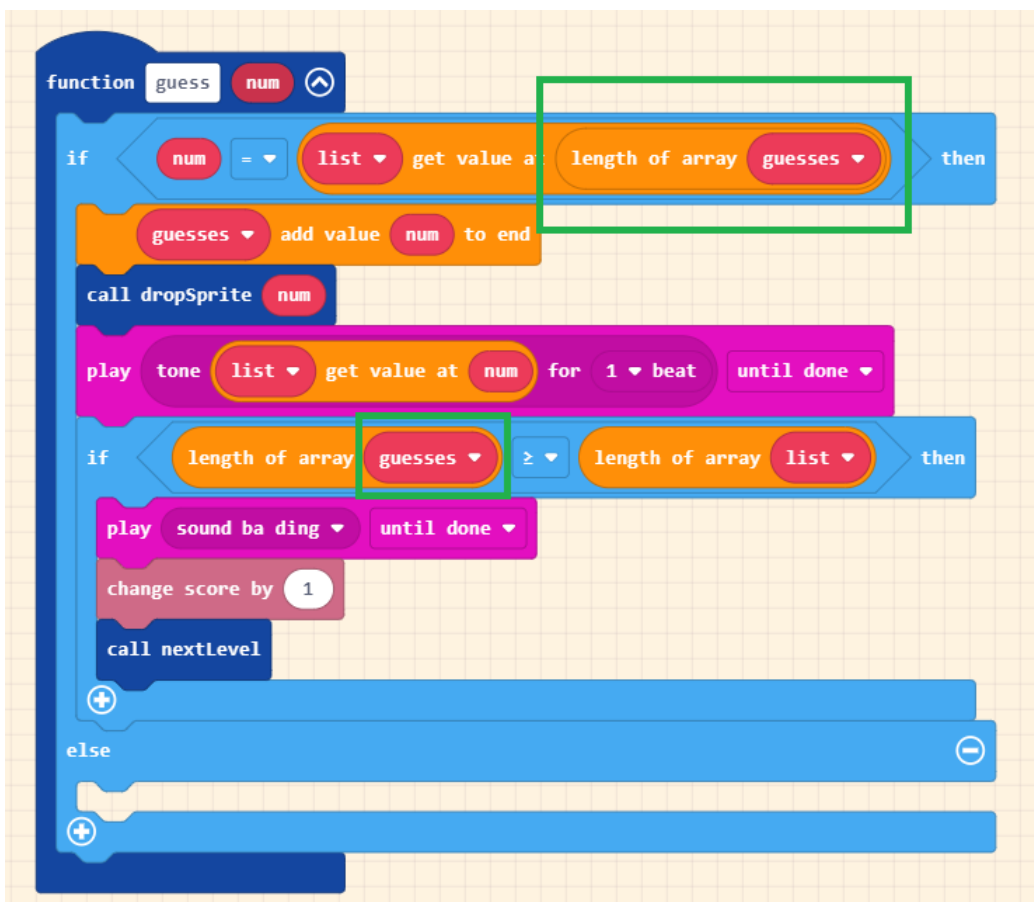 function guess num
if num = list get value at length of array guesses then
guesses add value num to end
call dropSprite num
play tone list get value at num for 1 beat until done
if length of array guesses ≥ length of array list then
play sound ba ding until done
change score by 1
call nextLevel
else